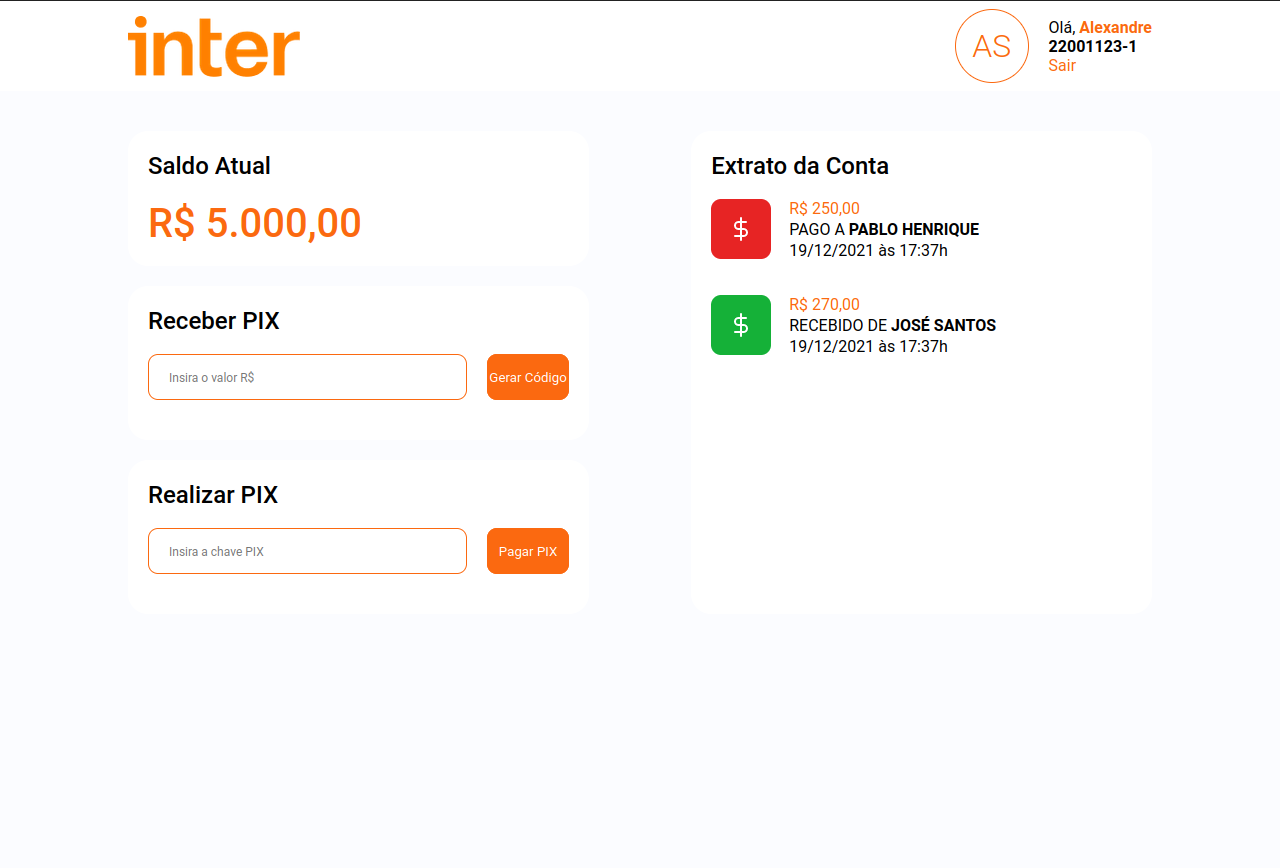 inter
AS
Olá, Alexandre
22001123-1
Sair
Saldo Atual
R$ 5.000,00
Receber PIX
Insira o valor R$
Gerar Código
Realizar PIX
Insira a chave PIX
Pagar PIX
Extrato da Conta
$
R$ 250,00
PAGO A PABLO HENRIQUE
19/12/2021 às 17:37h
$
R$ 270,00
RECEBIDO DE JOSÉ SANTOS
19/12/2021 às 17:37h